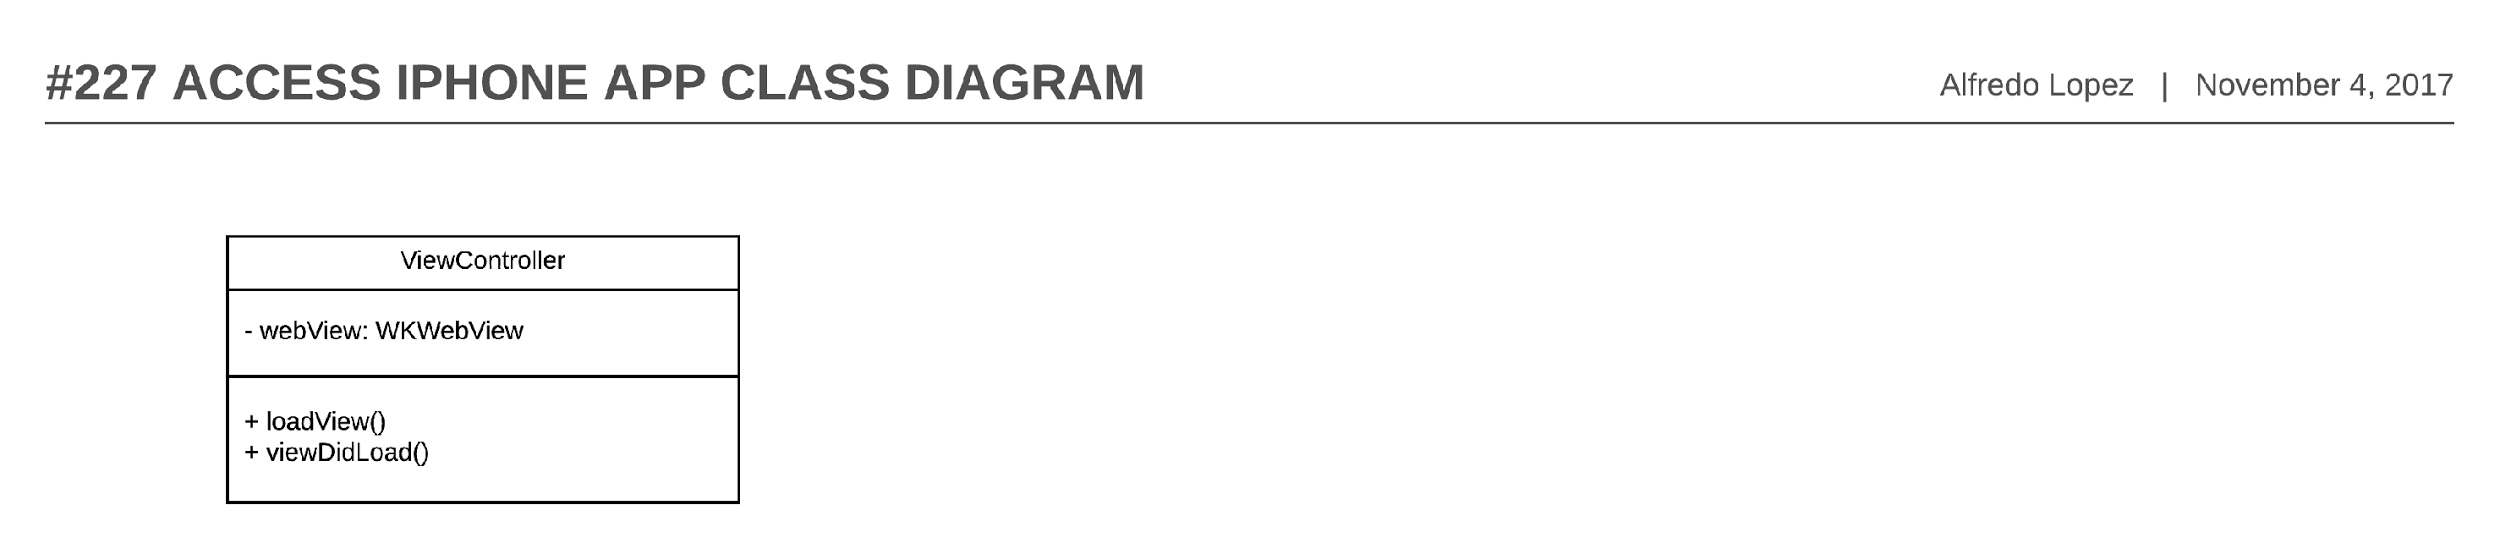 #227 ACCESS IPHONE APP CLASS DIAGRAM
Alfredo Lopez | November 4, 2017
ViewController
- webView: WKWebView
+ loadView()
+ viewDidLoad()